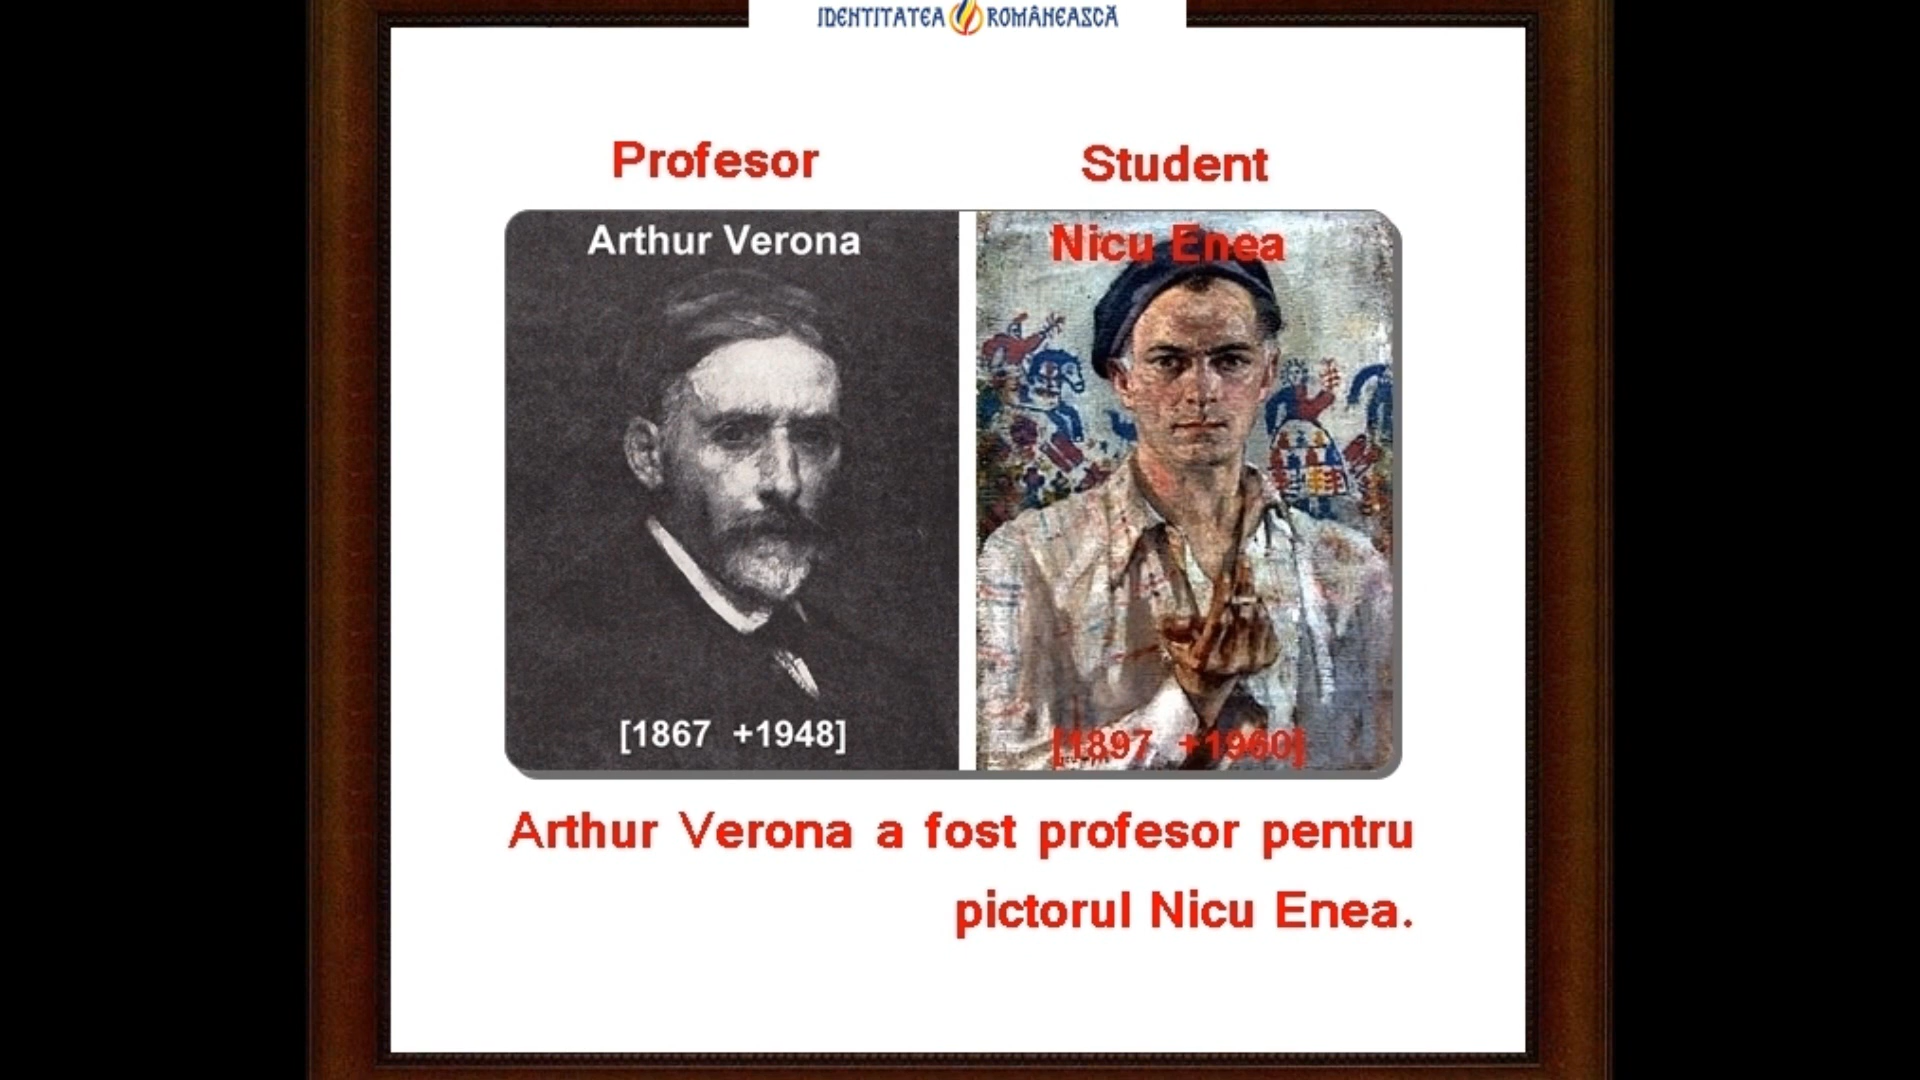 IDENTITATEA ROMÂNEASCĂ
Profesor
Student
Arthur Verona
Nicu Enea
[1867 +1948]
[1897 +1960]
Arthur Verona a fost profesor pentru
pictorul Nicu Enea.